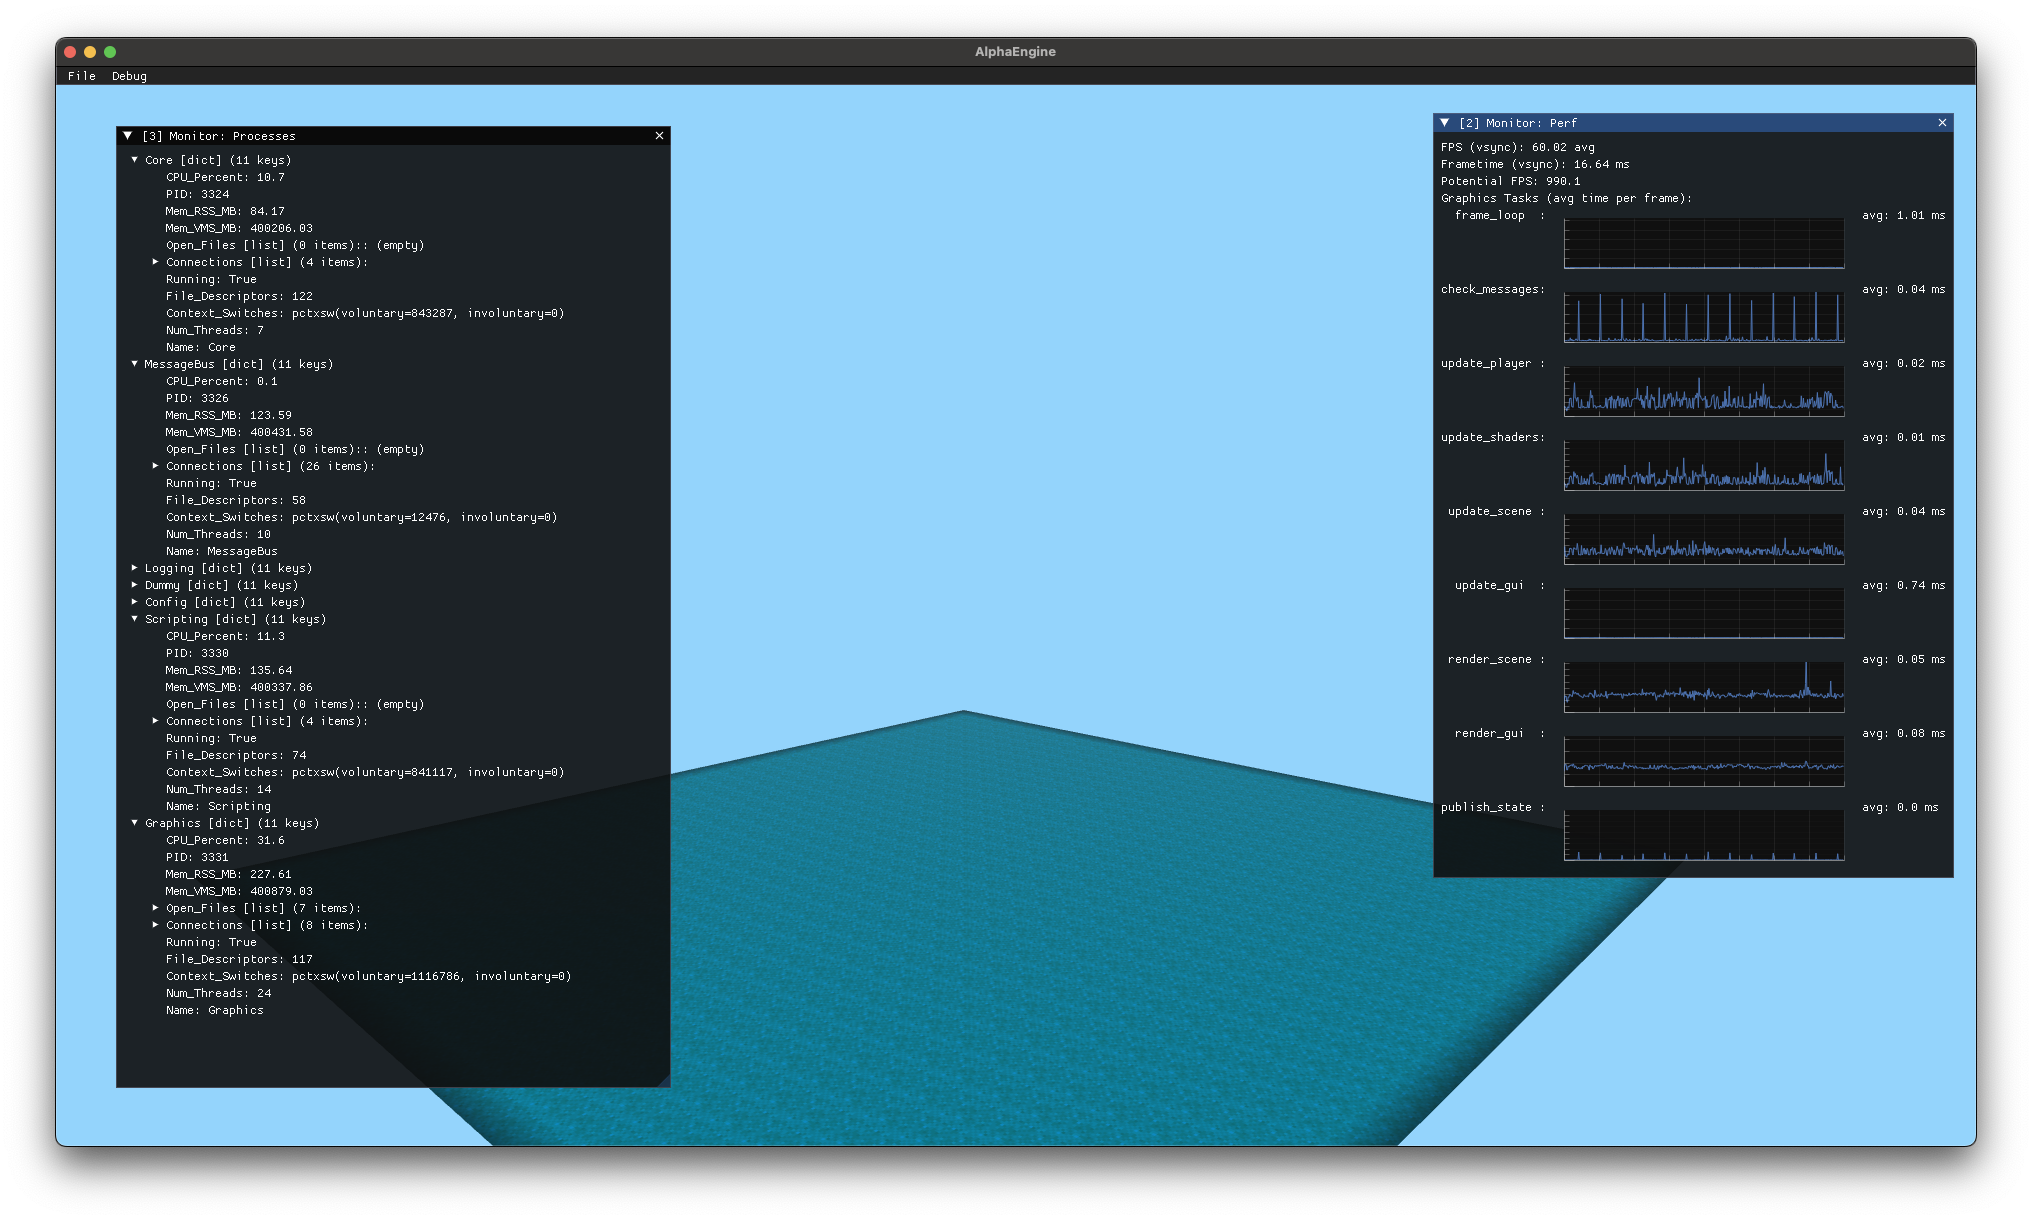 AlphaEngine
File Debug
[3] Monitor: Processes
Core [dict] (11 keys)
CPU_Percent: 10.7
PID: 3324
Mem_RSS_MB: 84.17
Mem_VMS_MB: 400206.03
Open_Files [list] (0 items):: (empty)
Connections [list] (4 items):
Running: True
File_Descriptors: 122
Context_Switches: pctxsw(voluntary=843287, involuntary=0)
Num_Threads: 7
Name: Core
MessageBus [dict] (11 keys)
CPU_Percent: 0.1
PID: 3326
Mem_RSS_MB: 123.59
Mem_VMS_MB: 400431.58
Open_Files [list] (0 items):: (empty)
Connections [list] (26 items):
Running: True
File_Descriptors: 58
Context_Switches: pctxsw(voluntary=12476, involuntary=0)
Num_Threads: 10
Name: MessageBus
Logging [dict] (11 keys)
Dummy [dict] (11 keys)
Config [dict] (11 keys)
Scripting [dict] (11 keys)
CPU_Percent: 11.3
PID: 3330
Mem_RSS_MB: 135.64
Mem_VMS_MB: 400337.86
Open_Files [list] (0 items):: (empty)
Connections [list] (4 items):
Running: True
File_Descriptors: 74
Context_Switches: pctxsw(voluntary=841117, involuntary=0)
Num_Threads: 14
Name: Scripting
Graphics [dict] (11 keys)
CPU_Percent: 31.6
PID: 3331
Mem_RSS_MB: 227.61
Mem_VMS_MB: 400879.03
Open_Files [list] (7 items):
Connections [list] (8 items):
Running: True
File_Descriptors: 117
Context_Switches: pctxsw(voluntary=1116786, involuntary=0)
Num_Threads: 24
Name: Graphics
[2] Monitor: Perf
FPS (vsync): 60.02 avg
Frametime (vsync): 16.64 ms
Potential FPS: 990.1
Graphics Tasks (avg time per frame):
frame_loop : avg: 1.01 ms
check_messages: avg: 0.04 ms
update_player : avg: 0.02 ms
update_shaders: avg: 0.01 ms
update_scene : avg: 0.04 ms
update_gui : avg: 0.74 ms
render_scene : avg: 0.05 ms
render_gui : avg: 0.08 ms
publish_state : avg: 0.0 ms